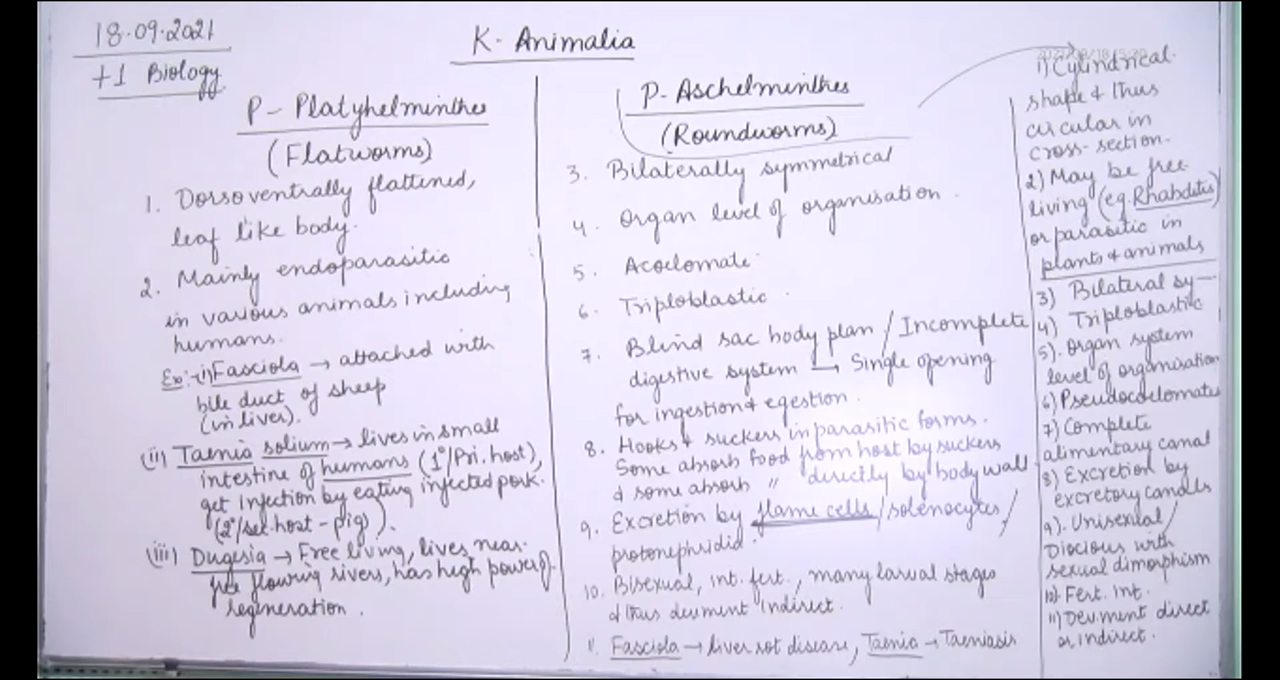 18.09.2021
+1 Biology
K- Animalia
P- Platyhelminthes
(Flatworms)
1. Dorsoventrally flattened,
leaf like body.
2. Mainly endoparasitic
in various animals including
humans.
Ex:-(i) Fasciola → attached with
bile duct of sheep
(in liver).
(ii) Taenia solium → lives in small
intestine of humans (1°/Pri. host),
get injection by eating injected pork.
(2°/sec. host - pig).
(iii) Dugesia → Free living, lives near
flowing rivers, has high power of
regeneration.
P- Aschelminthes
(Roundworms)
3. Bilaterally symmetrical
4. Organ level of organisation.
5. Acoelomate
6. Triploblastic.
7. Blind sac body plan / Incomplete
digestive system → Single opening
for ingestion & egestion.
8. Hooks & suckers in parasitic forms.
Some absorb food from host by suckers
& some absorb " directly by body wall
9. Excretion by flame cells/solenocytes/
protonephridia.
10. Bisexual, int. fert., many larval stages
& thus dev­ment indirect.
11. Fasciola → liver rot disease, Taenia → Taeniasis
1) Cylindrical
shape & thus
circular in
cross-section.
2) May be free
living (eg. Rhabditis)
or parasitic in
plants & animals
3) Bilateral sy—
4) Triploblastic
5). Organ system
level of organisation
6) Pseudocoelomates
7) Complete
alimentary canal
8) Excretion by
excretory canals
9). Unisexual/
Diocious with
sexual dimorphism
10) Fert. Int.
11) Dev.ment direct
or indirect.